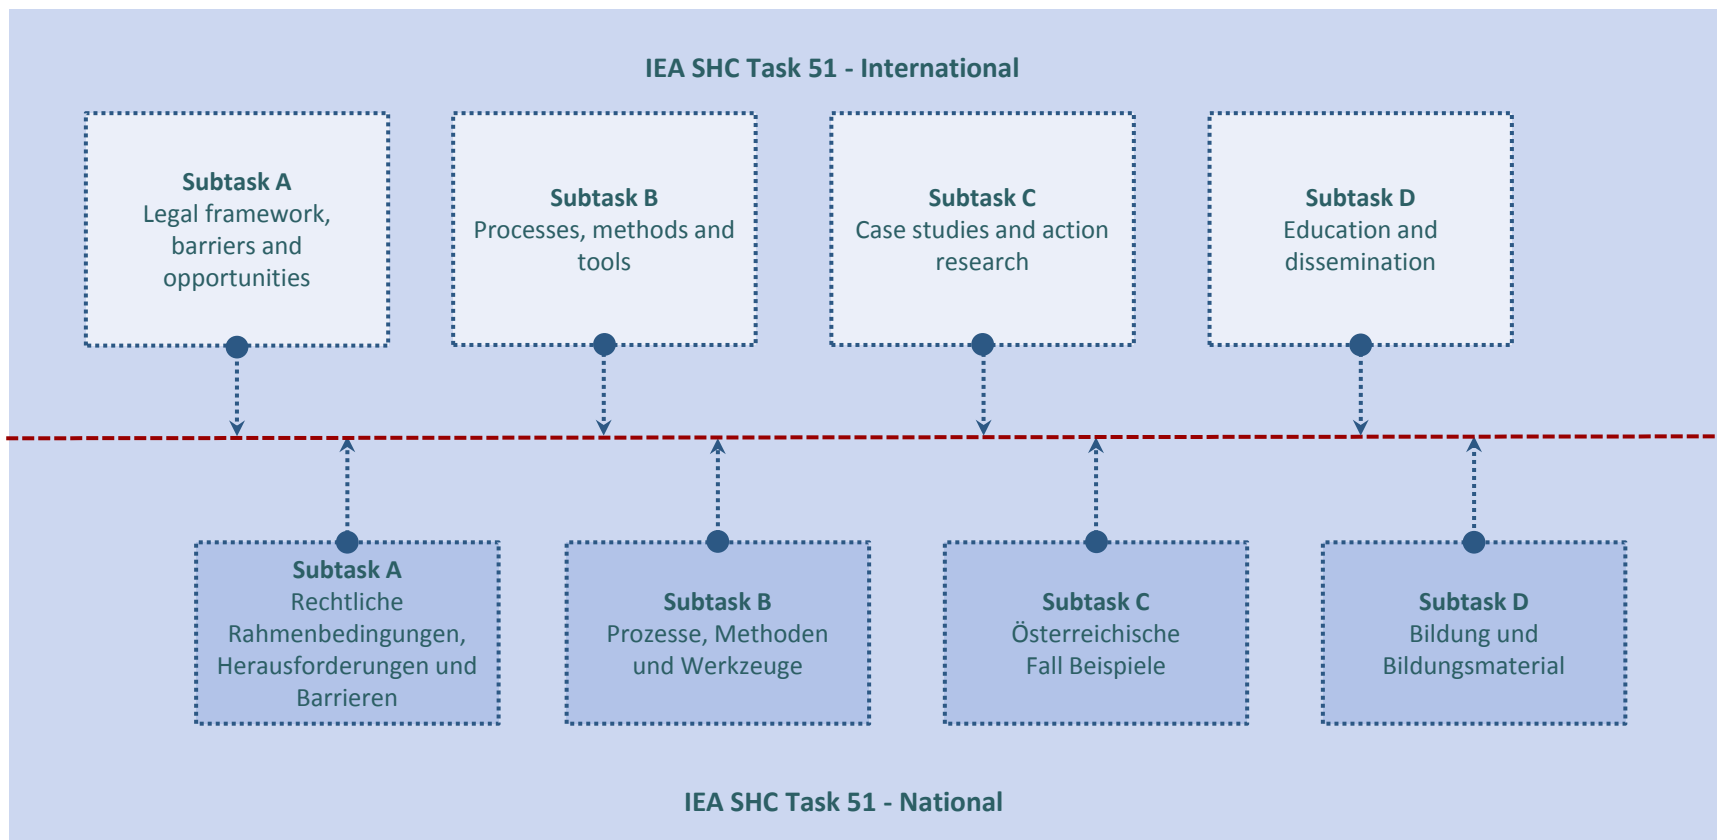 IEA SHC Task 51 - International
Subtask A
Legal framework,
barriers and
opportunities
Subtask B
Processes, methods and
tools
Subtask C
Case studies and action
research
Subtask D
Education and
dissemination
Subtask A
Rechtliche
Rahmenbedingungen,
Herausforderungen und
Barrieren
Subtask B
Prozesse, Methoden
und Werkzeuge
Subtask C
Österreichische
Fall Beispiele
Subtask D
Bildung und
Bildungsmaterial
IEA SHC Task 51 - National